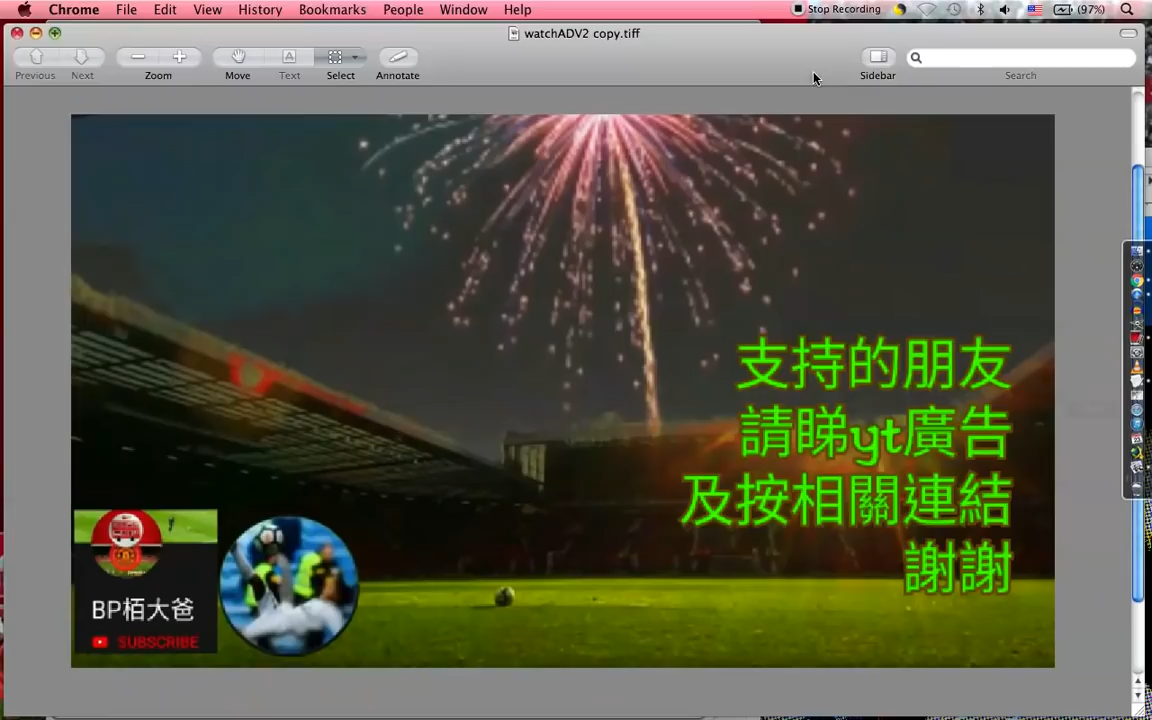 Chrome File Edit View History Bookmarks People Window Help Stop Recording (97%)
watchADV2 copy.tiff
Previous Next Zoom Move Text Select Annotate Sidebar Search
支持的朋友
請睇yt廣告
及按相關連結
謝謝
BP栢大爸
SUBSCRIBE